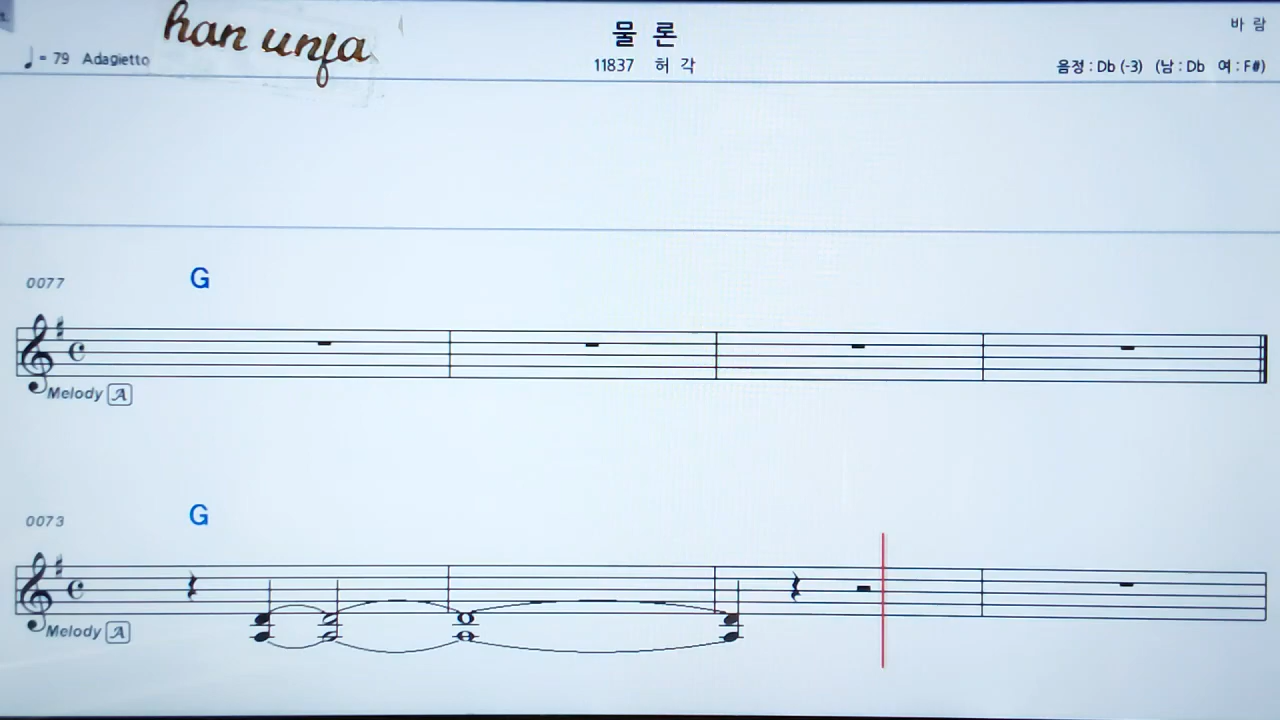 han unja
물 론
바 람
♩ = 79 Adagietto
11837 허 각
음정 : Db (-3) (남 : Db 여 : F#)
0077
G
Melody A
0073
G
Melody A